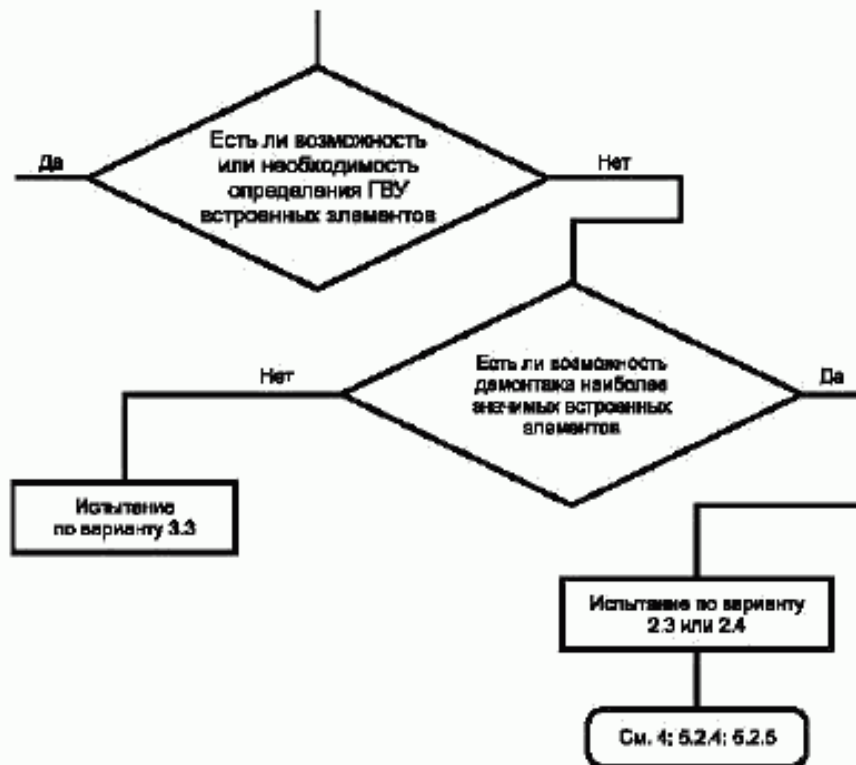 Есть ли возможность
или необходимость
определения ГВУ
встроенных элементов
Да
Нет
Есть ли возможность
демонтажа наиболее
значимых встроенных
элементов
Нет
Да
Испытание
по варианту 3.3
Испытание по варианту
2.3 или 2.4
См. 4; 5.2.4; 5.2.5